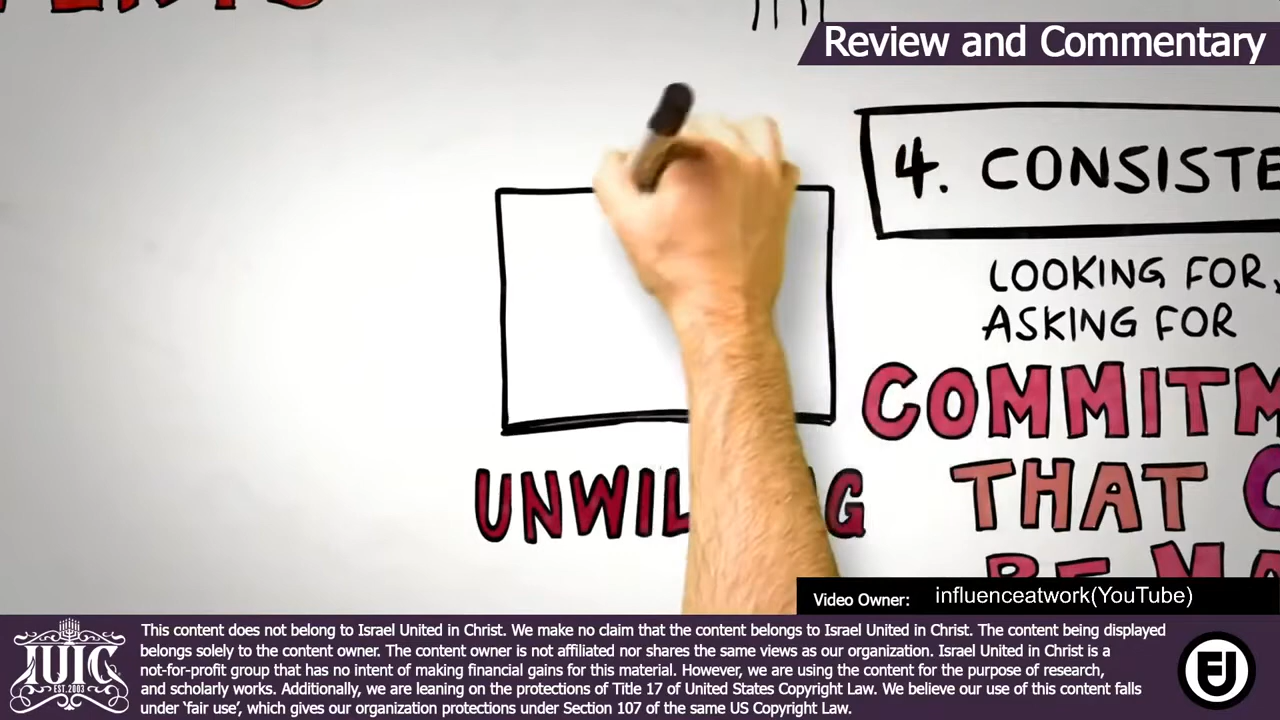 Review and Commentary
4. CONSISTE
LOOKING FOR,
ASKING FOR
COMMITM
THAT
UNWIL G
Video Owner: influenceatwork(YouTube)
IUIC
EST. 2003
This content does not belong to Israel United in Christ. We make no claim that the content belongs to Israel United in Christ. The content being displayed
belongs solely to the content owner. The content owner is not affiliated nor shares the same views as our organization. Israel United in Christ is a
not-for-profit group that has no intent of making financial gains for this material. However, we are using the content for the purpose of research,
and scholarly works. Additionally, we are leaning on the protections of Title 17 of United States Copyright Law. We believe our use of this content falls
under 'fair use', which gives our organization protections under Section 107 of the same US Copyright Law.